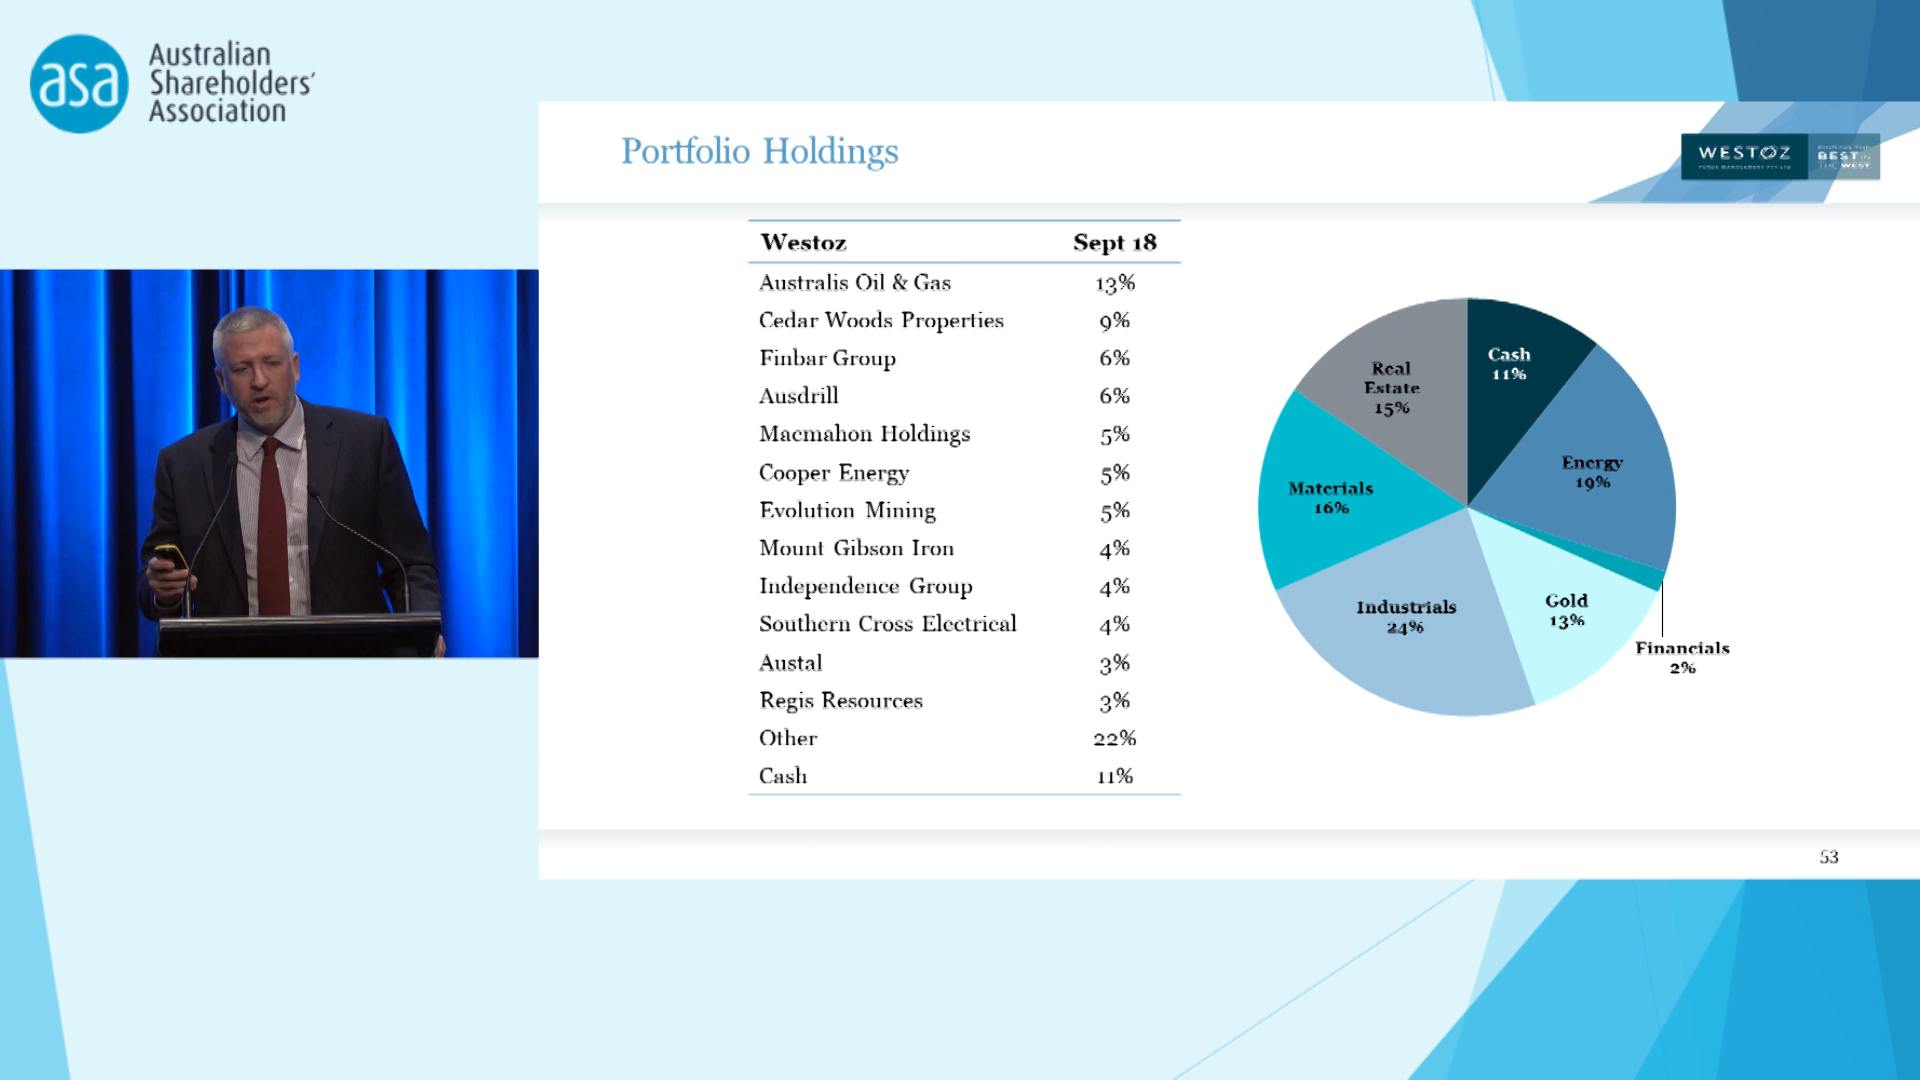 asa
Australian
Shareholders'
Association
Portfolio Holdings
WESTOZ
BEST IN
THE WEST
Westoz Sept 18
Australis Oil & Gas 13%
Cedar Woods Properties 9%
Finbar Group 6%
Ausdrill 6%
Macmahon Holdings 5%
Cooper Energy 5%
Evolution Mining 5%
Mount Gibson Iron 4%
Independence Group 4%
Southern Cross Electrical 4%
Austal 3%
Regis Resources 3%
Other 22%
Cash 11%
Cash
11%
Energy
19%
Financials
2%
Gold
13%
Industrials
24%
Materials
16%
Real
Estate
15%
53